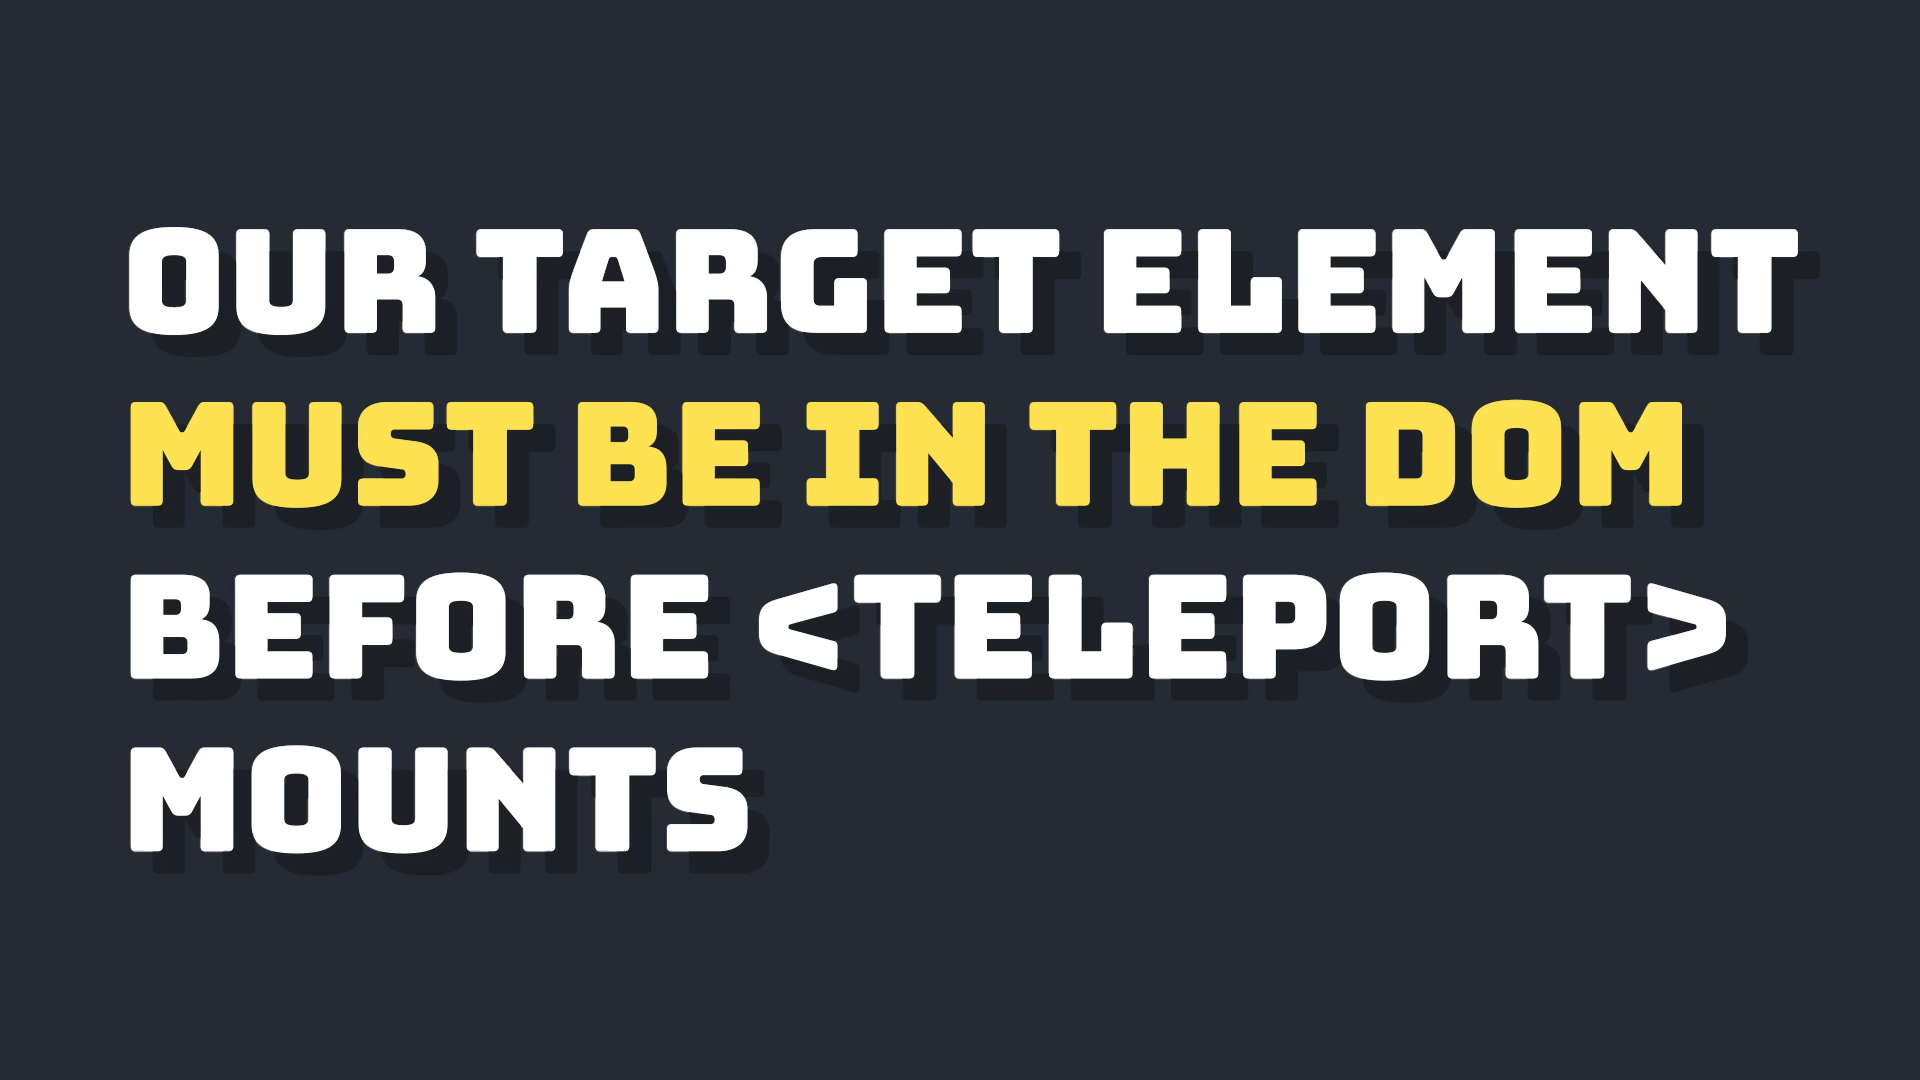 OUR TARGET ELEMENT
MUST BE IN THE DOM
BEFORE <TELEPORT>
MOUNTS